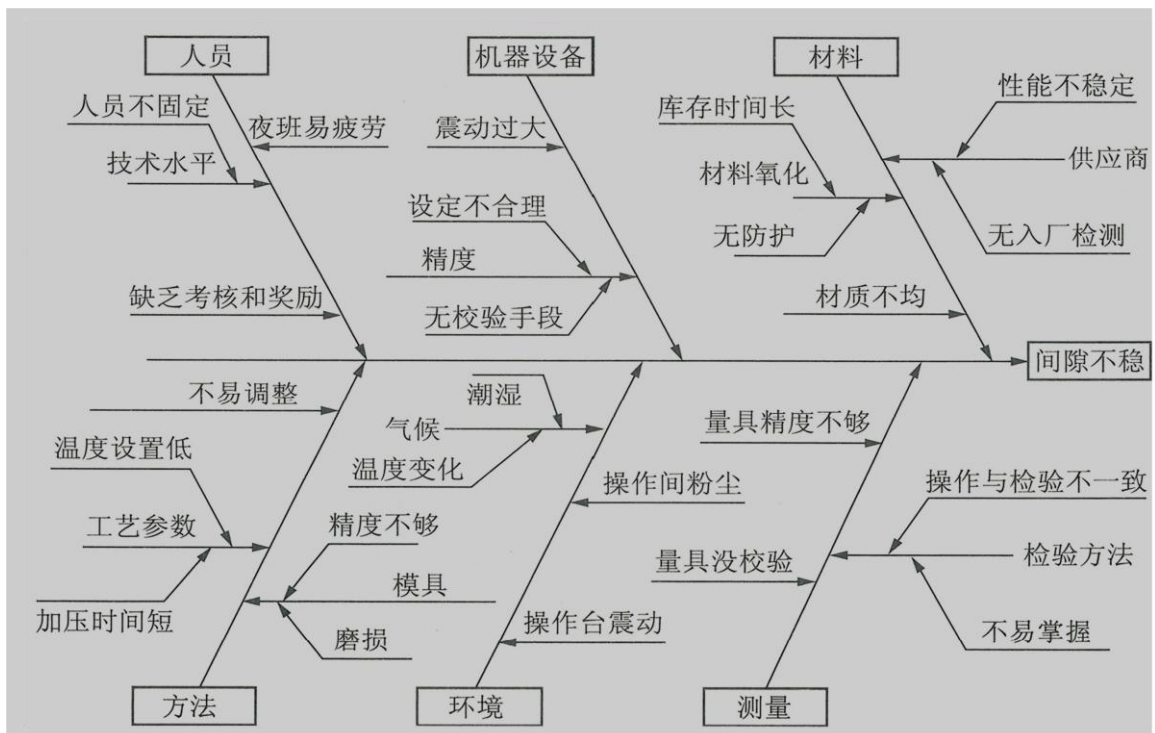 人员
机器设备
材料
人员不固定
夜班易疲劳
技术水平
缺乏考核和奖励
震动过大
设定不合理
精度
无校验手段
库存时间长
材料氧化
无防护
性能不稳定
供应商
无入厂检测
材质不均
间隙不稳
不易调整
温度设置低
工艺参数
加压时间短
精度不够
模具
磨损
潮湿
气候
温度变化
操作间粉尘
操作台震动
量具精度不够
操作与检验不一致
检验方法
量具没校验
不易掌握
方法
环境
测量